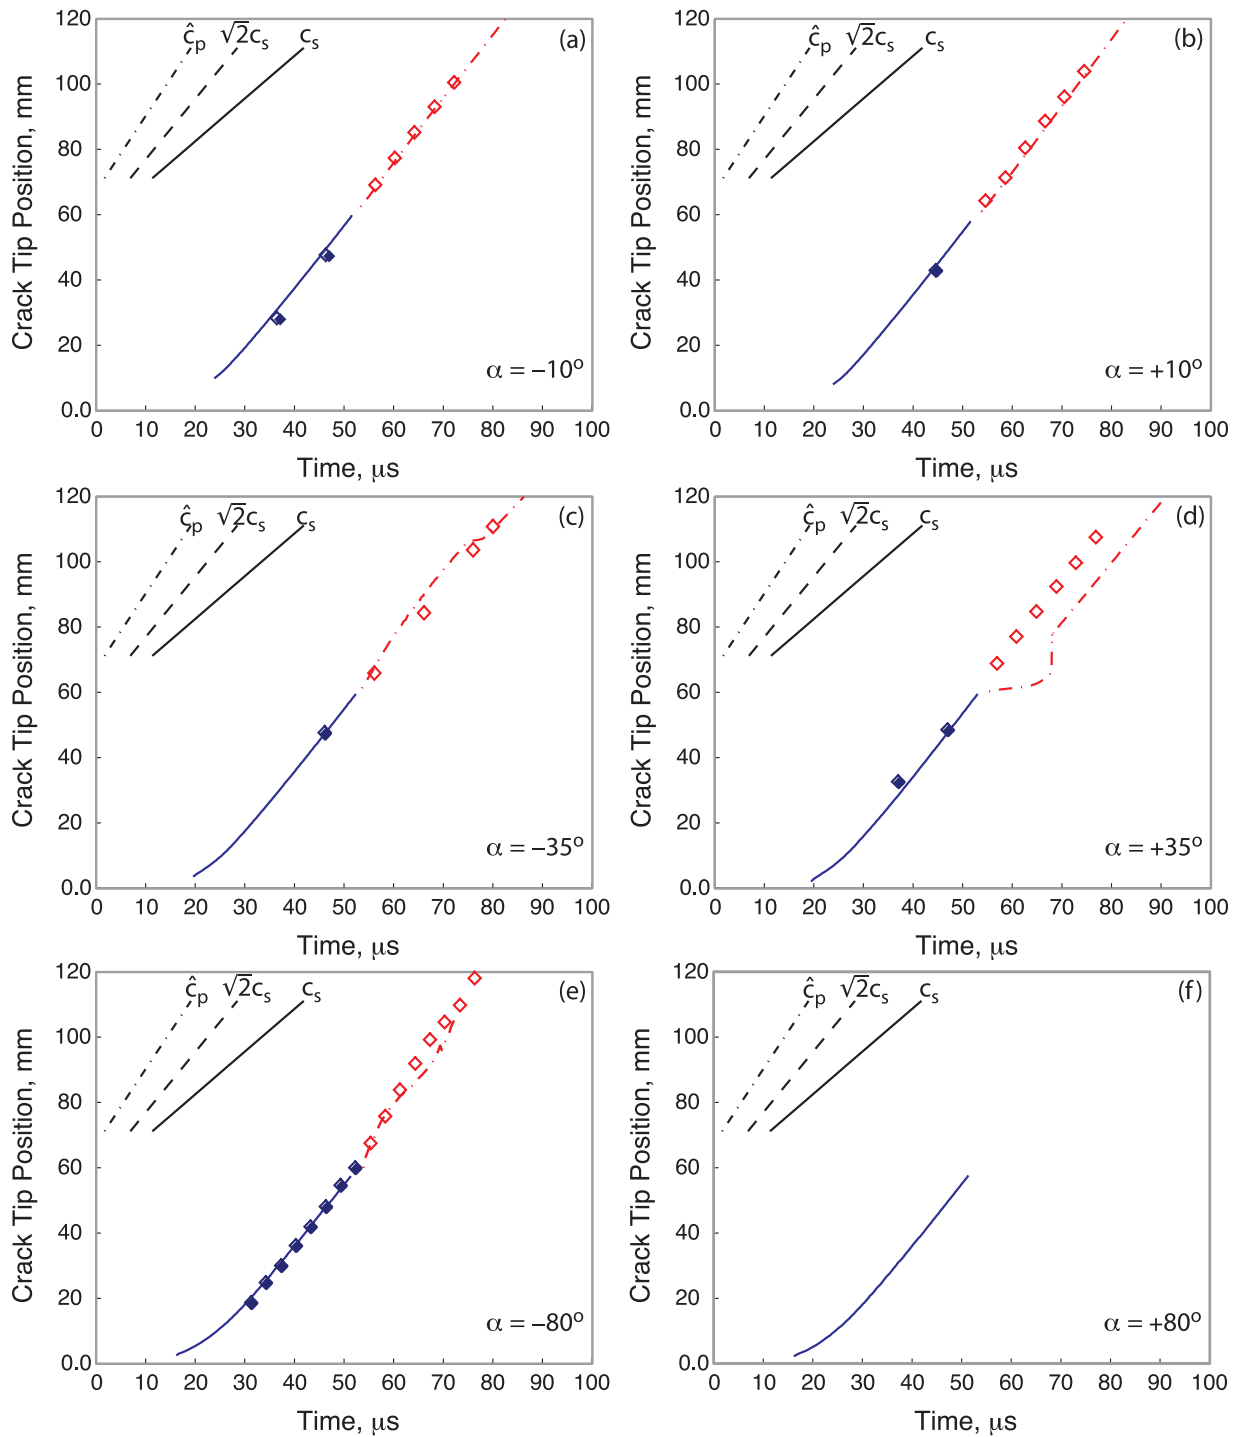 120 ĉp √2cs cs (a)
100
80
60
40
20
0.0
Crack Tip Position, mm
α = −10°
0 10 20 30 40 50 60 70 80 90 100
Time, μs
120 ĉp √2cs cs (b)
100
80
60
40
20
0.0
Crack Tip Position, mm
α = +10°
0 10 20 30 40 50 60 70 80 90 100
Time, μs
120 ĉp √2cs cs (c)
100
80
60
40
20
0.0
Crack Tip Position, mm
α = −35°
0 10 20 30 40 50 60 70 80 90 100
Time, μs
120 ĉp √2cs cs (d)
100
80
60
40
20
0.0
Crack Tip Position, mm
α = +35°
0 10 20 30 40 50 60 70 80 90 100
Time, μs
120 ĉp √2cs cs (e)
100
80
60
40
20
0.0
Crack Tip Position, mm
α = −80°
0 10 20 30 40 50 60 70 80 90 100
Time, μs
120 ĉp √2cs cs (f)
100
80
60
40
20
0.0
Crack Tip Position, mm
α = +80°
0 10 20 30 40 50 60 70 80 90 100
Time, μs